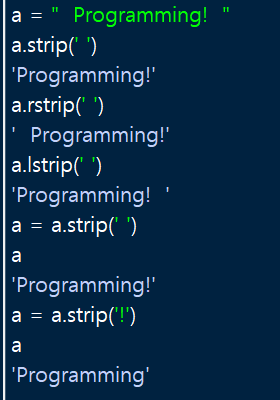 a = "  Programming!  "
a.strip(' ')
'Programming!'
a.rstrip(' ')
'  Programming!'
a.lstrip(' ')
'Programming!  '
a = a.strip(' ')
a
'Programming!'
a = a.strip('!')
a
'Programming'